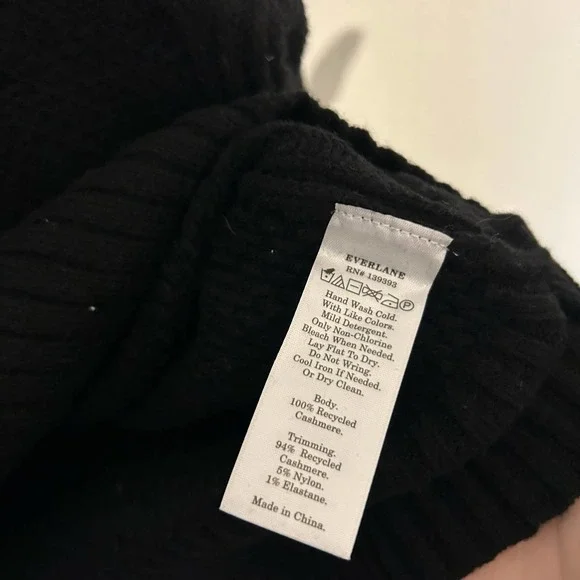 EVERLANE
RN# 139393
P
Hand Wash Cold.
With Like Colors.
Mild Detergent.
Only Non-Chlorine
Bleach When Needed.
Lay Flat To Dry.
Do Not Wring.
Cool Iron If Needed.
Or Dry Clean.
Body.
100% Recycled
Cashmere.
Trimming.
94% Recycled
Cashmere.
5% Nylon.
1% Elastane.
Made in China.